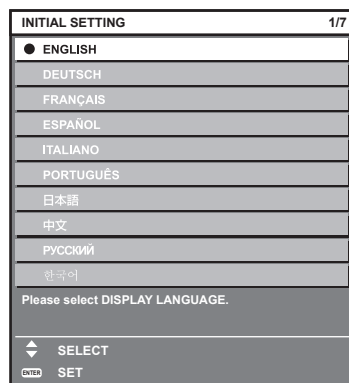 INITIAL SETTING 1/7
ENGLISH
DEUTSCH
FRANÇAIS
ESPAÑOL
ITALIANO
PORTUGUÊS
日本語
中文
РУССКИЙ
한국어
Please select DISPLAY LANGUAGE.
SELECT
ENTER SET